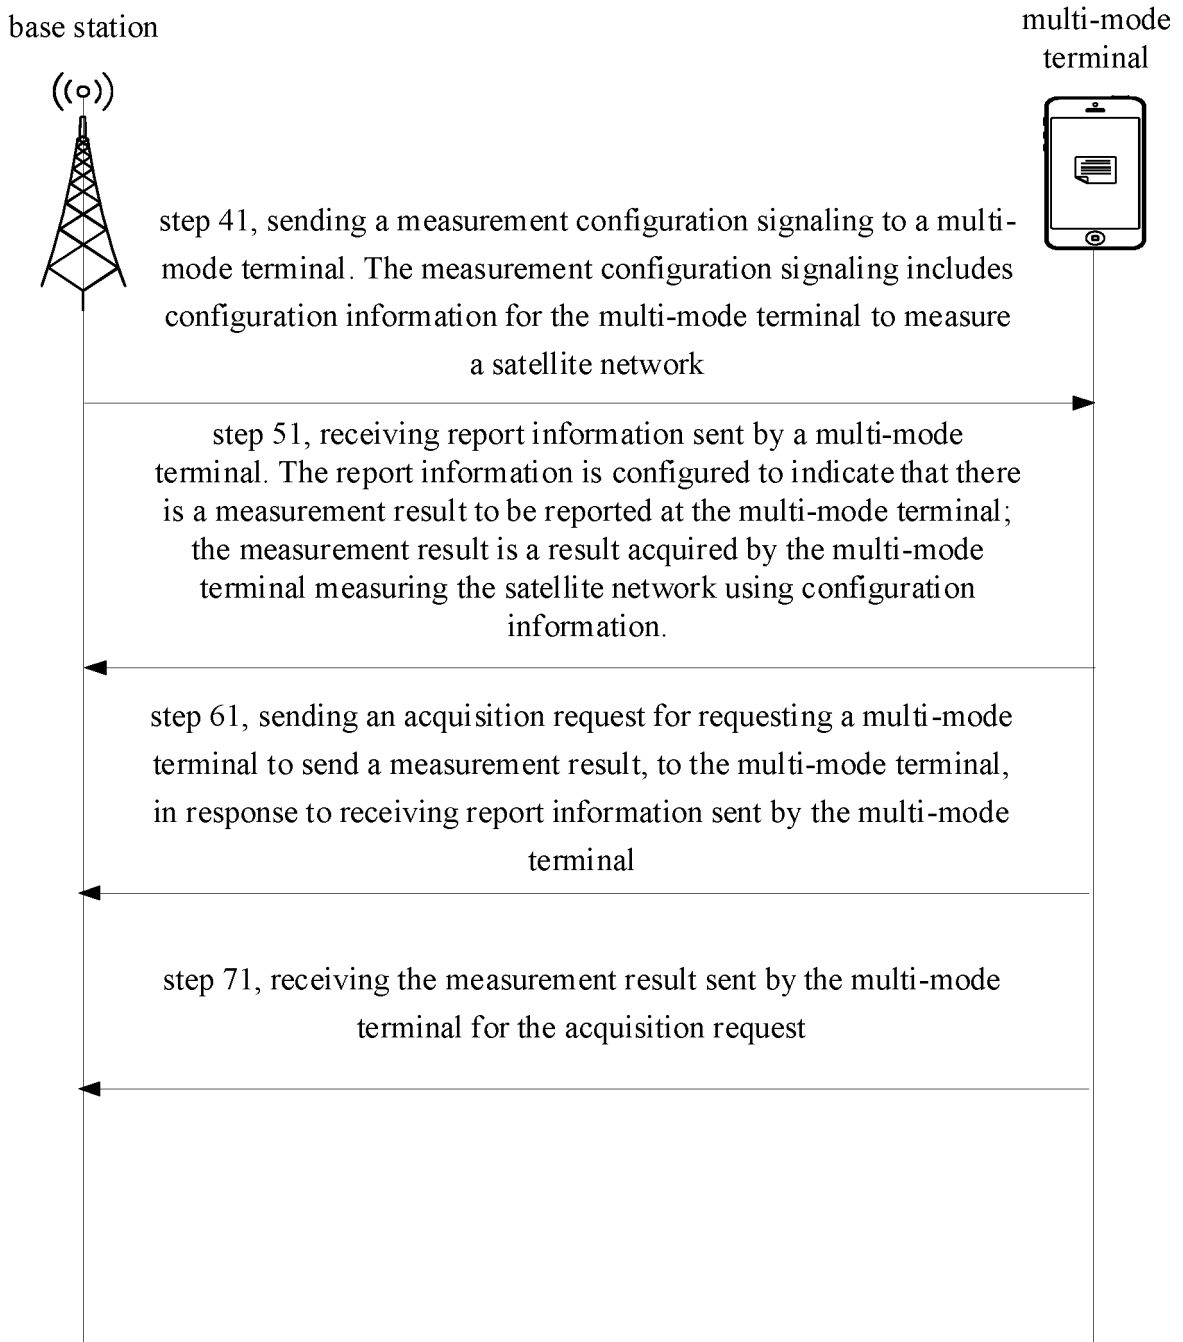 base station
multi-mode
terminal
step 41, sending a measurement configuration signaling to a multi-
mode terminal. The measurement configuration signaling includes
configuration information for the multi-mode terminal to measure
a satellite network
step 51, receiving report information sent by a multi-mode
terminal. The report information is configured to indicate that there
is a measurement result to be reported at the multi-mode terminal;
the measurement result is a result acquired by the multi-mode
terminal measuring the satellite network using configuration
information.
step 61, sending an acquisition request for requesting a multi-mode
terminal to send a measurement result, to the multi-mode terminal,
in response to receiving report information sent by the multi-mode
terminal
step 71, receiving the measurement result sent by the multi-mode
terminal for the acquisition request